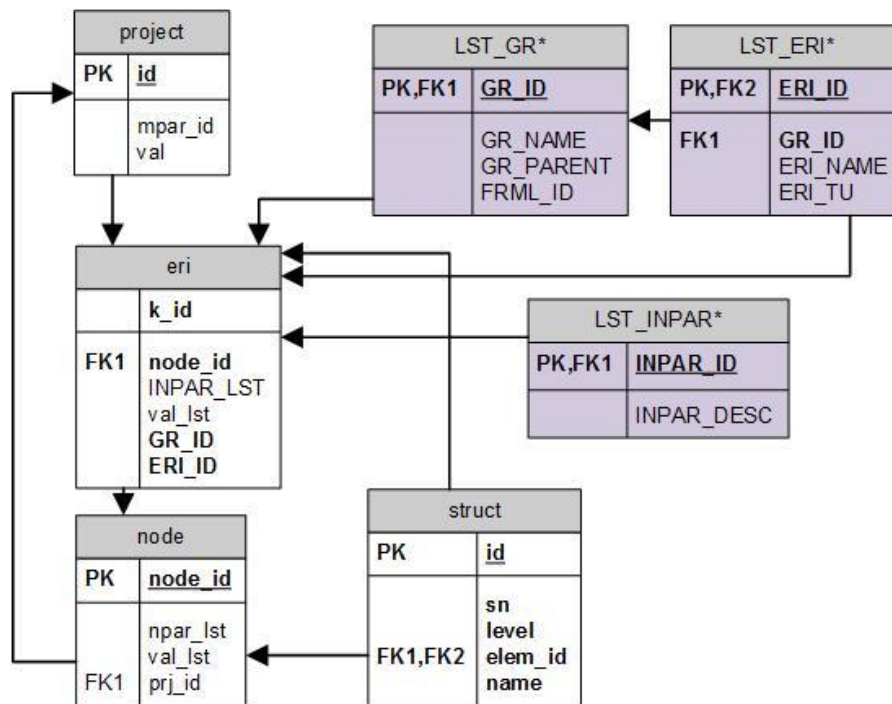 project
PK id
mpar_id
val
LST_GR*
PK,FK1 GR_ID
GR_NAME
GR_PARENT
FRML_ID
LST_ERI*
PK,FK2 ERI_ID
FK1 GR_ID
ERI_NAME
ERI_TU
eri
k_id
FK1 node_id
INPAR_LST
val_lst
GR_ID
ERI_ID
LST_INPAR*
PK,FK1 INPAR_ID
INPAR_DESC
node
PK node_id
npar_lst
val_lst
FK1 prj_id
struct
PK id
sn
level
FK1,FK2 elem_id
name